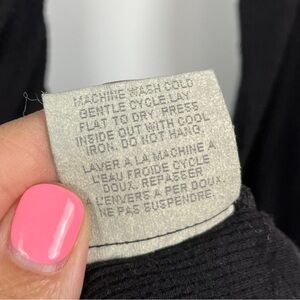 MACHINE WASH COLD
GENTLE CYCLE.LAY
FLAT TO DRY. PRESS
INSIDE OUT WITH COOL
IRON. DO NOT HANG.
LAVER A LA MACHINE A
L'EAU FROIDE CYCLE
DOUX. REPASSER
A L'ENVERS A PER DOUX.
NE PAS SUSPENDRE.